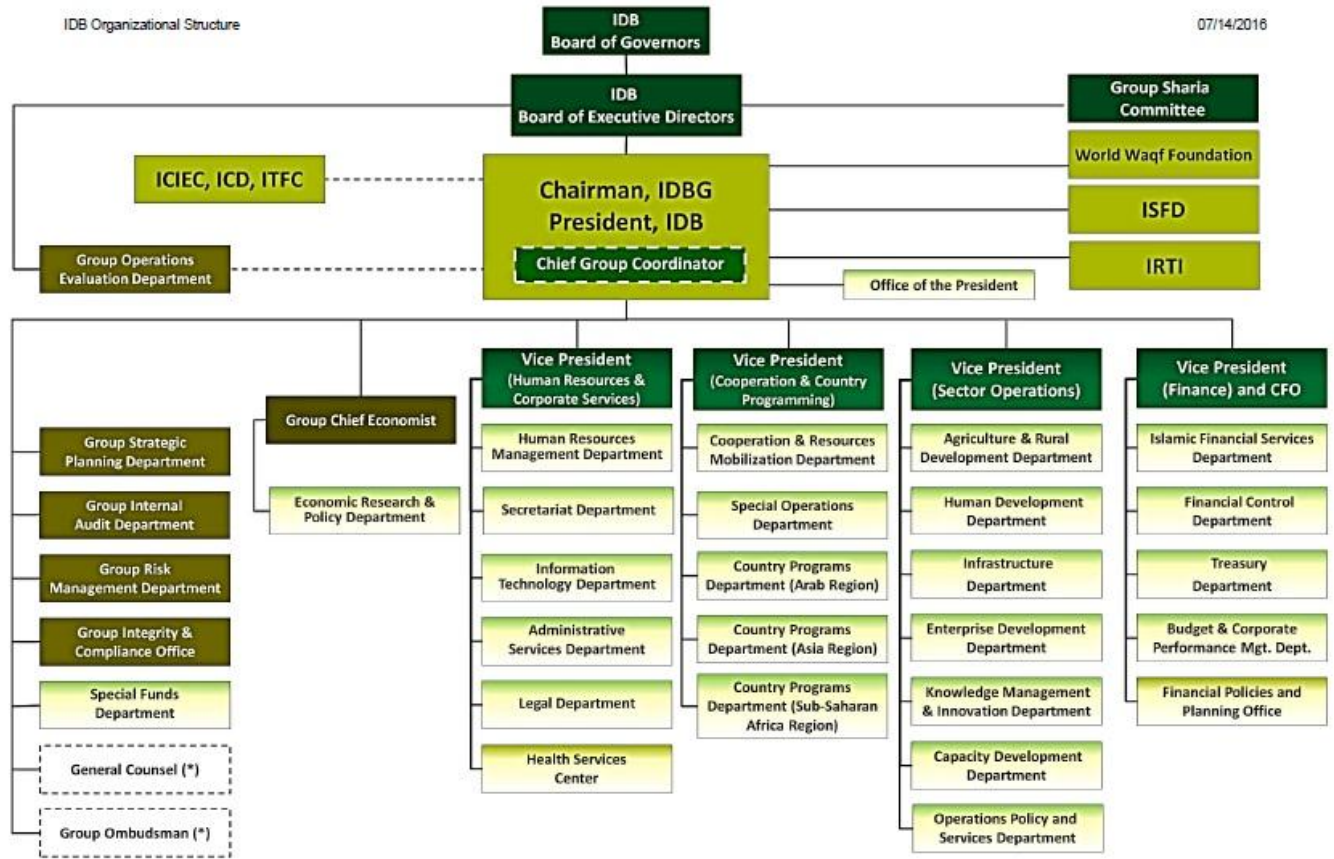 IDB Organizational Structure
07/14/2016
IDB
Board of Governors
IDB
Board of Executive Directors
Group Sharia
Committee
World Waqf Foundation
ICIEC, ICD, ITFC
Chairman, IDBG
President, IDB
Chief Group Coordinator
ISFD
Group Operations
Evaluation Department
IRTI
Office of the President
Group Strategic
Planning Department
Group Internal
Audit Department
Group Risk
Management Department
Group Integrity &
Compliance Office
Special Funds
Department
General Counsel (*)
Group Ombudsman (*)
Group Chief Economist
Economic Research &
Policy Department
Vice President
(Human Resources &
Corporate Services)
Human Resources
Management Department
Secretariat Department
Information
Technology Department
Administrative
Services Department
Legal Department
Health Services
Center
Vice President
(Cooperation & Country
Programming)
Cooperation & Resources
Mobilization Department
Special Operations
Department
Country Programs
Department (Arab Region)
Country Programs
Department (Asia Region)
Country Programs
Department (Sub-Saharan
Africa Region)
Vice President
(Sector Operations)
Agriculture & Rural
Development Department
Human Development
Department
Infrastructure
Department
Enterprise Development
Department
Knowledge Management
& Innovation Department
Capacity Development
Department
Operations Policy and
Services Department
Vice President
(Finance) and CFO
Islamic Financial Services
Department
Financial Control
Department
Treasury
Department
Budget & Corporate
Performance Mgt. Dept.
Financial Policies and
Planning Office